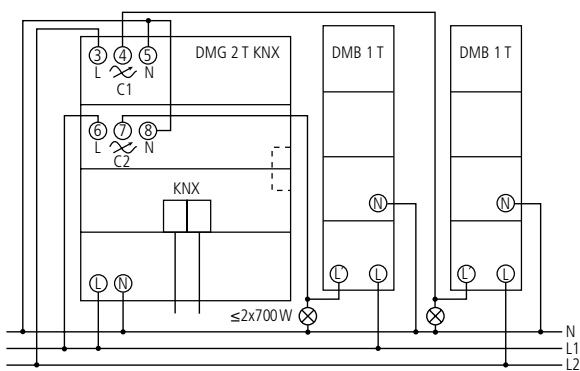 3 4 5 DMG 2 T KNX DMB 1 T DMB 1 T
L N
C1
6 7 8
L N
C2
KNX
N N
L N L' L L' L
≤2x700 W
N
L1
L2